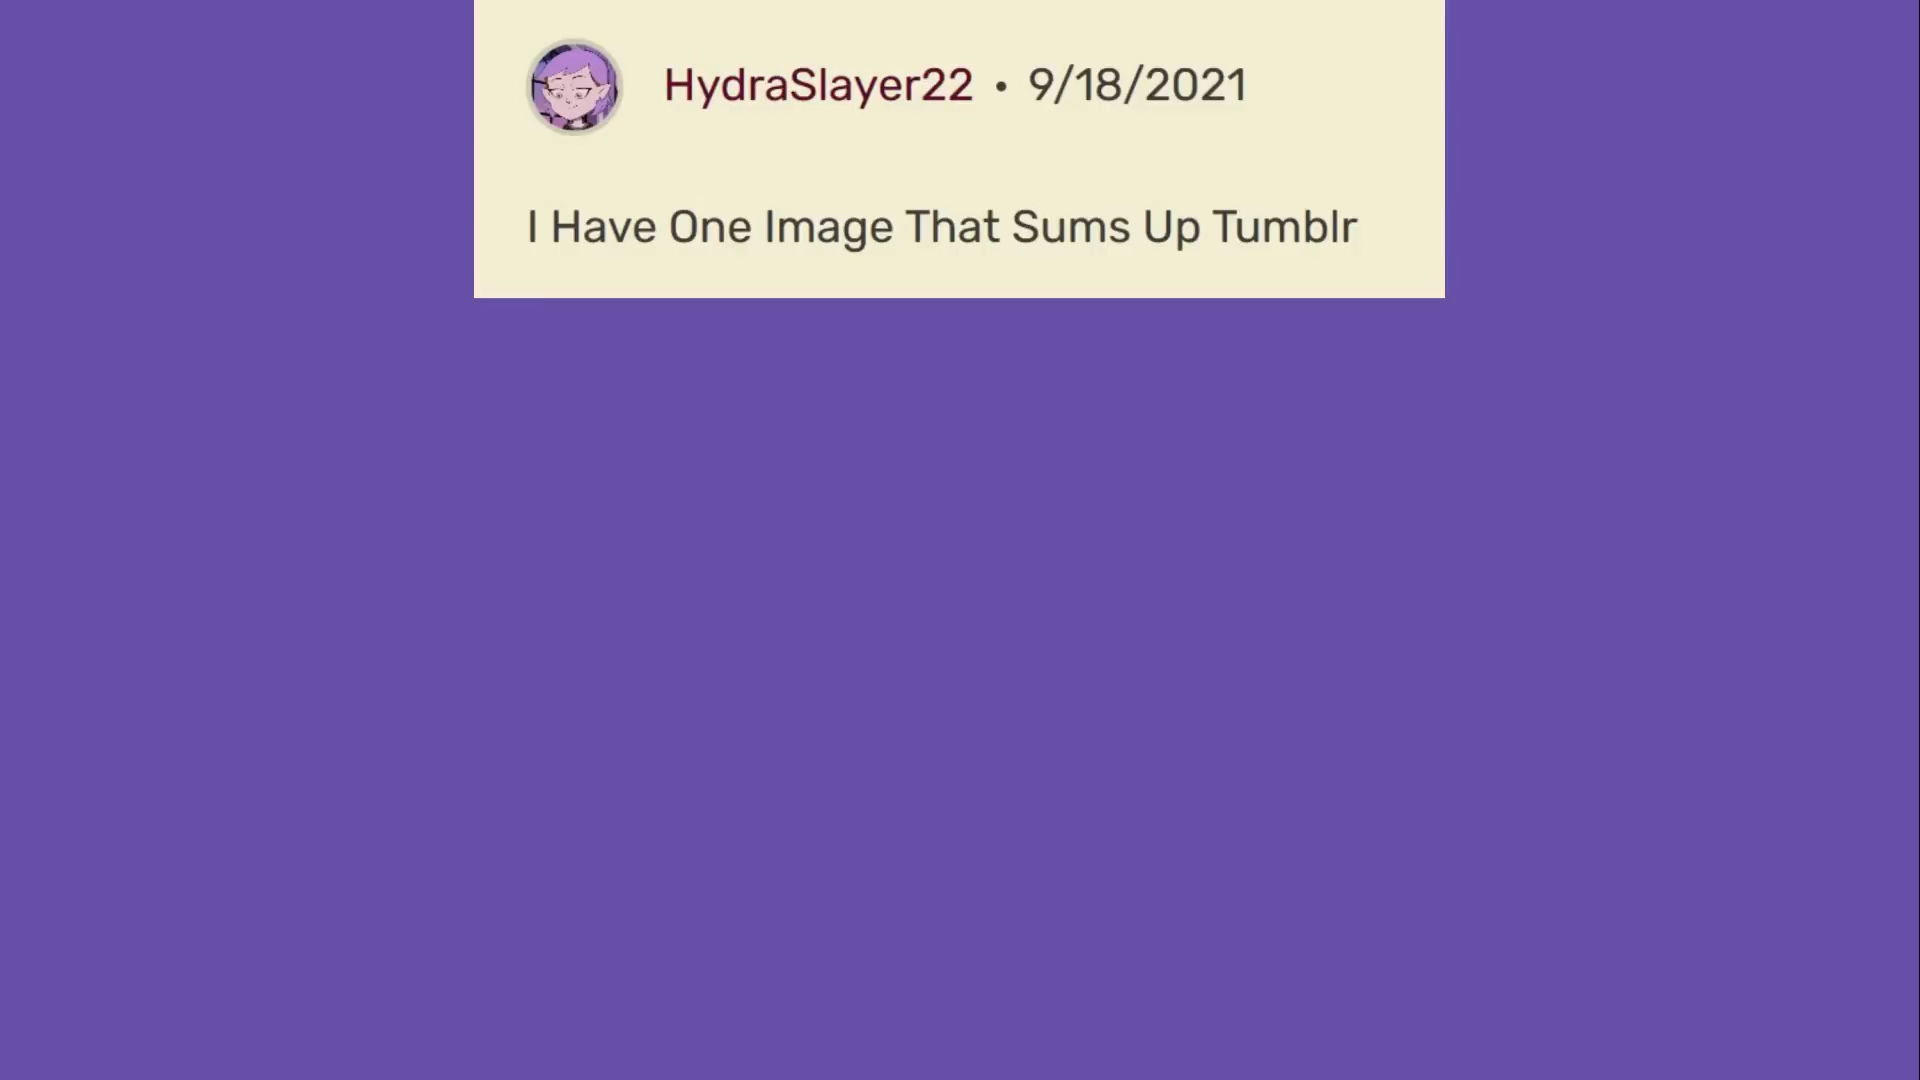 HydraSlayer22 • 9/18/2021
I Have One Image That Sums Up Tumblr